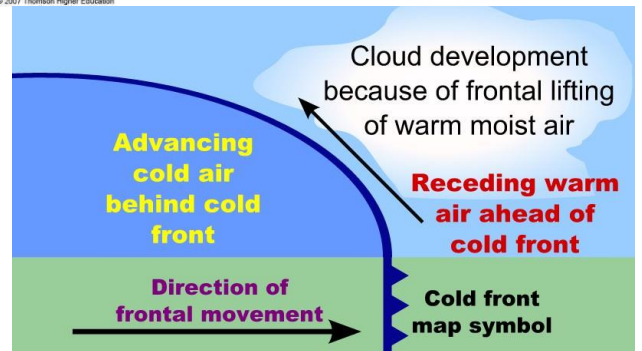 © 2007 Thomson Higher Education
Cloud development
because of frontal lifting
of warm moist air
Advancing
cold air
behind cold
front
Receding warm
air ahead of
cold front
Direction of
frontal movement
Cold front
map symbol